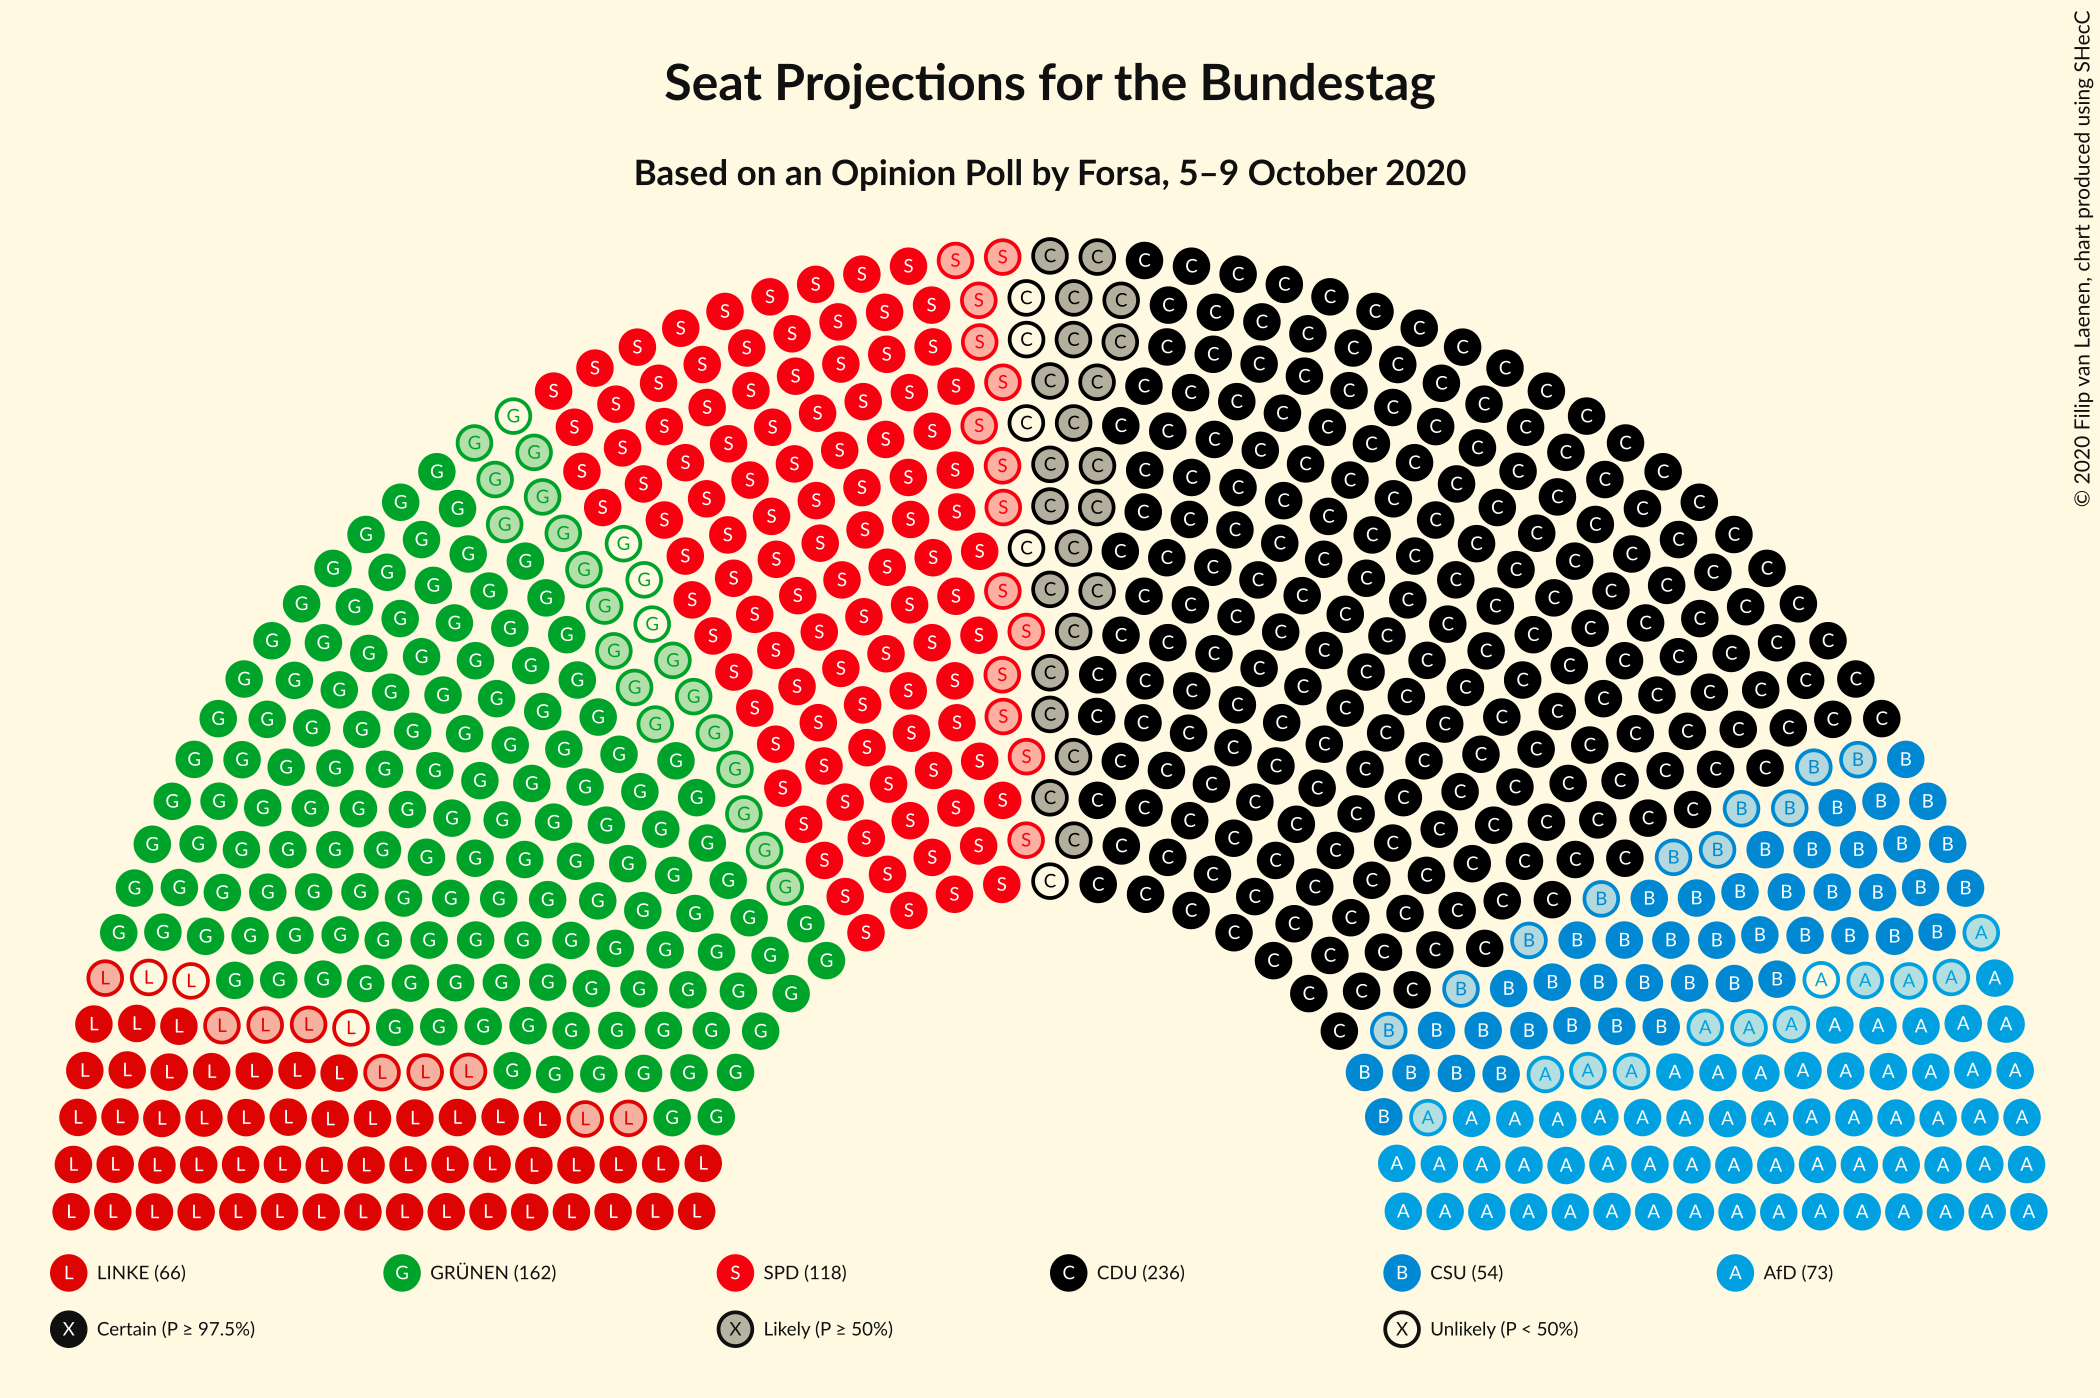 Seat Projections for the Bundestag
Based on an Opinion Poll by Forsa, 5–9 October 2020
© 2020 Filip van Laenen, chart produced using SHecC
L LINKE (66) G GRÜNEN (162) S SPD (118) C CDU (236) B CSU (54) A AfD (73)
X Certain (P ≥ 97.5%) X Likely (P ≥ 50%) X Unlikely (P < 50%)